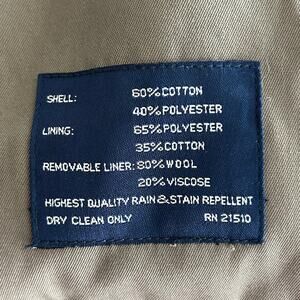 SHELL: 60%COTTON
40%POLYESTER
LINING: 65%POLYESTER
35%COTTON
REMOVABLE LINER: 80%WOOL
20%VISCOSE
HIGHEST QUALITY RAIN&STAIN REPELLENT
DRY CLEAN ONLY RN 21510